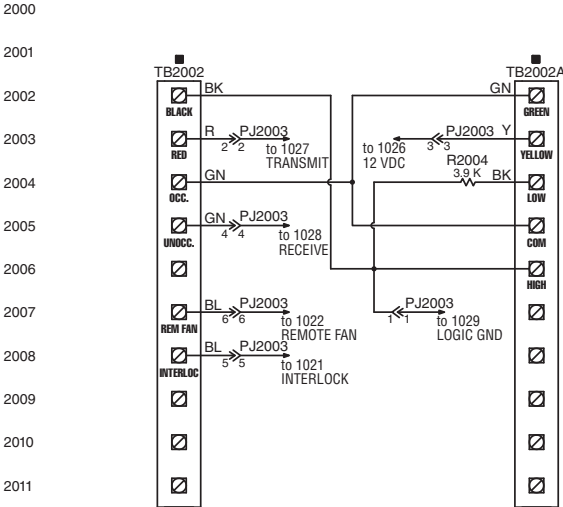 2000
2001
TB2002 TB2002A
2002 BK GN
BLACK GREEN
2003 R 2 2 PJ2003 to 1027 TRANSMIT to 1026 12 VDC 3 3 PJ2003 Y
RED YELLOW
R2004
3.9 K
2004 GN BK
OCC. LOW
2005 GN 4 4 PJ2003 to 1028 RECEIVE
UNOCC. COM
2006
HIGH
2007 BL 6 6 PJ2003 to 1022 REMOTE FAN 1 1 PJ2003 to 1029 LOGIC GND
REM FAN
2008 BL 5 5 PJ2003 to 1021 INTERLOCK
INTERLOC
2009
2010
2011